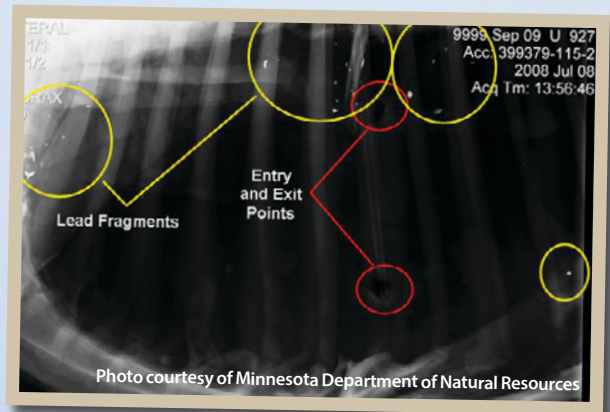 ERAL
1/1
1/2
RAX
9999 Sep 09 U 927
Acc: 399379-115-2
2008 Jul 08
Acq Tm: 13:56:46
Entry
and Exit
Points
Lead Fragments
Photo courtesy of Minnesota Department of Natural Resources